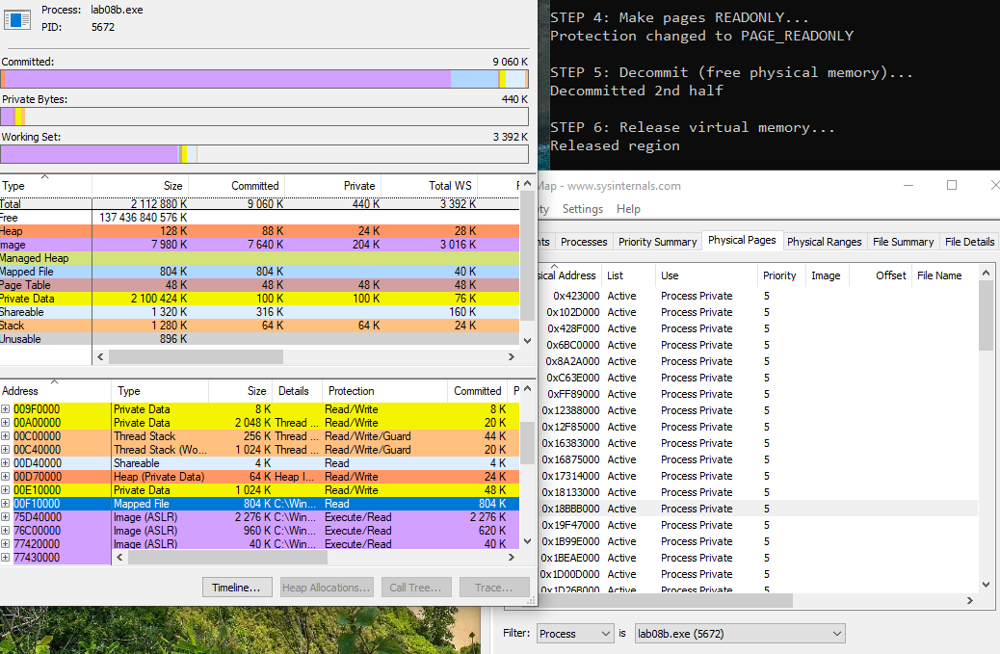 Process: lab08b.exe
PID: 5672
Committed: 9 060 K
Private Bytes: 440 K
Working Set: 3 392 K
Type Size Committed Private Total WS
Total 2 112 880 K 9 060 K 440 K 3 392 K
Free 137 436 840 576 K
Heap 128 K 88 K 24 K 28 K
mage 7 980 K 7 640 K 204 K 3 016 K
Managed Heap
Mapped File 804 K 804 K 40 K
Page Table 48 K 48 K 48 K 48 K
Private Data 2 100 424 K 100 K 100 K 76 K
Shareable 1 320 K 316 K 160 K
Stack 1 280 K 64 K 64 K 24 K
Unusable 896 K
Address Type Size Details Protection Committed P
009F0000 Private Data 8 K Read/Write 8 K
00A00000 Private Data 2 048 K Thread ... Read/Write 20 K
00C00000 Thread Stack 256 K Thread ... Read/Write/Guard 44 K
00C40000 Thread Stack (Wo... 1 024 K Thread ... Read/Write/Guard 20 K
00D40000 Shareable 4 K Read 4 K
00D70000 Heap (Private Data) 64 K Heap I... Read/Write 24 K
00E10000 Private Data 1 024 K Read/Write 48 K
00F10000 Mapped File 804 K C:\Win... Read 804 K
75D40000 Image (ASLR) 2 276 K C:\Win... Execute/Read 2 276 K
76C00000 Image (ASLR) 960 K C:\Win... Execute/Read 620 K
77420000 Image (ASLR) 40 K C:\Win... Execute/Read 40 K
77430000
Timeline... Heap Allocations... Call Tree... Trace...
STEP 4: Make pages READONLY...
Protection changed to PAGE_READONLY
STEP 5: Decommit (free physical memory)...
Decommitted 2nd half
STEP 6: Release virtual memory...
Released region
Map - www.sysinternals.com
ty Settings Help
nts Processes Priority Summary Physical Pages Physical Ranges File Summary File Details
sical Address List Use Priority Image Offset File Name
0x423000 Active Process Private 5
0x102D000 Active Process Private 5
0x428F000 Active Process Private 5
0x6BC0000 Active Process Private 5
0x8A2A000 Active Process Private 5
0xC63E000 Active Process Private 5
0xFF89000 Active Process Private 5
0x12388000 Active Process Private 5
0x12F85000 Active Process Private 5
0x16383000 Active Process Private 5
0x16875000 Active Process Private 5
0x17314000 Active Process Private 5
0x18133000 Active Process Private 5
0x18BBB000 Active Process Private 5
0x19F47000 Active Process Private 5
0x1B99E000 Active Process Private 5
0x1BEAE000 Active Process Private 5
0x1D00D000 Active Process Private 5
0x1D26B000 Active Process Private 5
Filter: Process is lab08b.exe (5672)